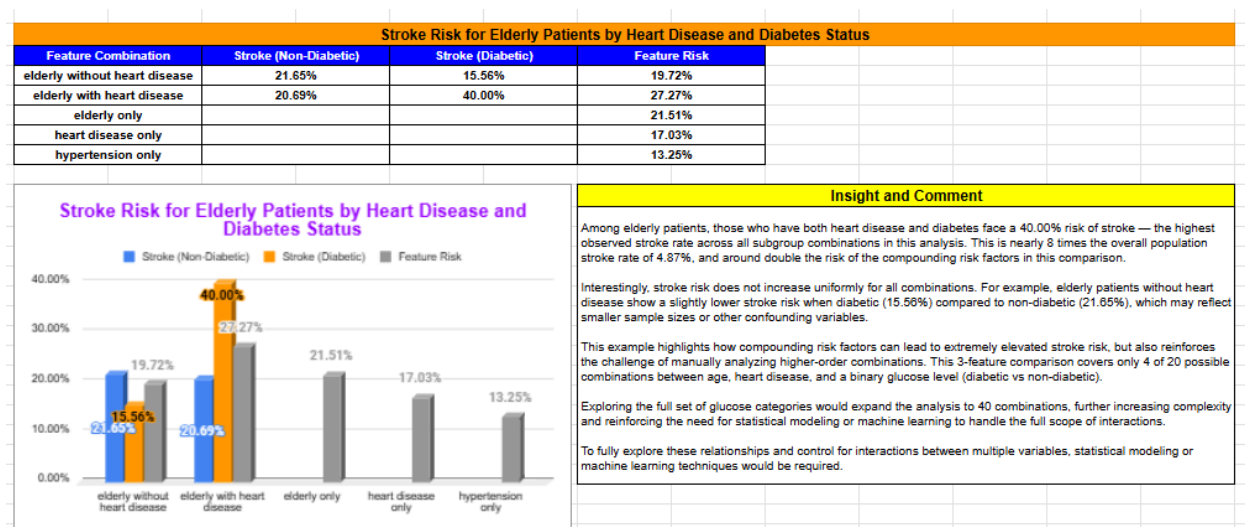 Stroke Risk for Elderly Patients by Heart Disease and Diabetes Status
Feature Combination Stroke (Non-Diabetic) Stroke (Diabetic) Feature Risk
elderly without heart disease 21.65% 15.56% 19.72%
elderly with heart disease 20.69% 40.00% 27.27%
elderly only 21.51%
heart disease only 17.03%
hypertension only 13.25%
Stroke Risk for Elderly Patients by Heart Disease and
Diabetes Status
Stroke (Non-Diabetic) Stroke (Diabetic) Feature Risk
40.00%
30.00%
20.00%
10.00%
0.00%
21.65%
15.56%
19.72%
20.69%
40.00%
27.27%
21.51%
17.03%
13.25%
elderly without
heart disease
elderly with heart
disease
elderly only
heart disease
only
hypertension
only
Insight and Comment
Among elderly patients, those who have both heart disease and diabetes face a 40.00% risk of stroke — the highest
observed stroke rate across all subgroup combinations in this analysis. This is nearly 8 times the overall population
stroke rate of 4.87%, and around double the risk of the compounding risk factors in this comparison.
Interestingly, stroke risk does not increase uniformly for all combinations. For example, elderly patients without heart
disease show a slightly lower stroke risk when diabetic (15.56%) compared to non-diabetic (21.65%), which may reflect
smaller sample sizes or other confounding variables.
This example highlights how compounding risk factors can lead to extremely elevated stroke risk, but also reinforces
the challenge of manually analyzing higher-order combinations. This 3-feature comparison covers only 4 of 20 possible
combinations between age, heart disease, and a binary glucose level (diabetic vs non-diabetic).
Exploring the full set of glucose categories would expand the analysis to 40 combinations, further increasing complexity
and reinforcing the need for statistical modeling or machine learning to handle the full scope of interactions.
To fully explore these relationships and control for interactions between multiple variables, statistical modeling or
machine learning techniques would be required.